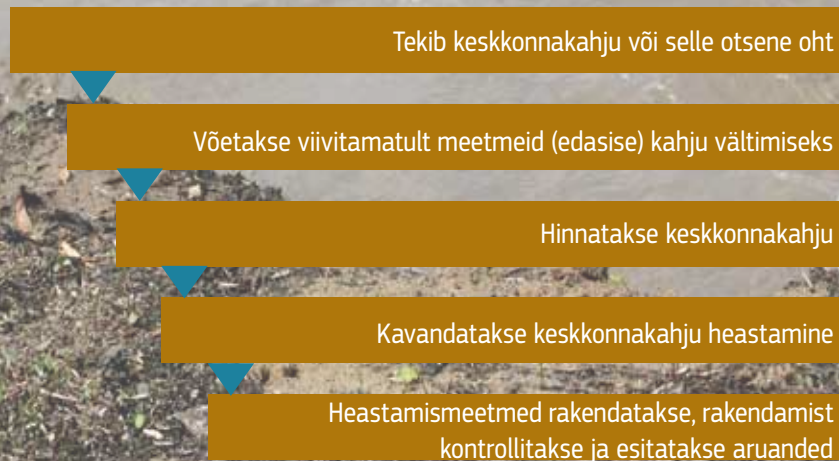 Tekib keskkonnakahju või selle otsene oht
Võetakse viivitamatult meetmeid (edasise) kahju vältimiseks
Hinnatakse keskkonnakahju
Kavandatakse keskkonnakahju heastamine
Heastamismeetmed rakendatakse, rakendamist
kontrollitakse ja esitatakse aruanded